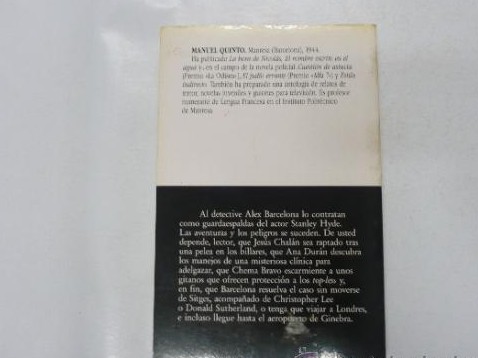 MANUEL QUINTO. Manresa (Barcelona), 1944.
Ha publicado La boca de Nicolás, El nombre escrito en el
agua y, en el campo de la novela policial Cuestión de astucia
(Premio «La Odisea»), El judío errante (Premio «Alfa 7») y Estilo
indirecto. También ha preparado una antología de relatos de
terror, novelas juveniles y guiones para televisión. Es profesor
numerario de Lengua Francesa en el Instituto Politécnico
de Manresa.
Al detective Alex Barcelona lo contratan
como guardaespaldas del actor Stanley Hyde.
Las aventuras y los peligros se suceden. De usted
depende, lector, que Jesús Chalán sea raptado tras
una pelea en los billares, que Ana Durán descubra
los manejos de una misteriosa clínica para
adelgazar, que Chema Bravo escarmiente a unos
gitanos que ofrecen protección a los top-less y,
en fin, que Barcelona resuelva el caso sin moverse
de Sitges, acompañado de Christopher Lee
o Donald Sutherland, o tenga que viajar a Londres,
e incluso llegue hasta el aeropuerto de Ginebra.